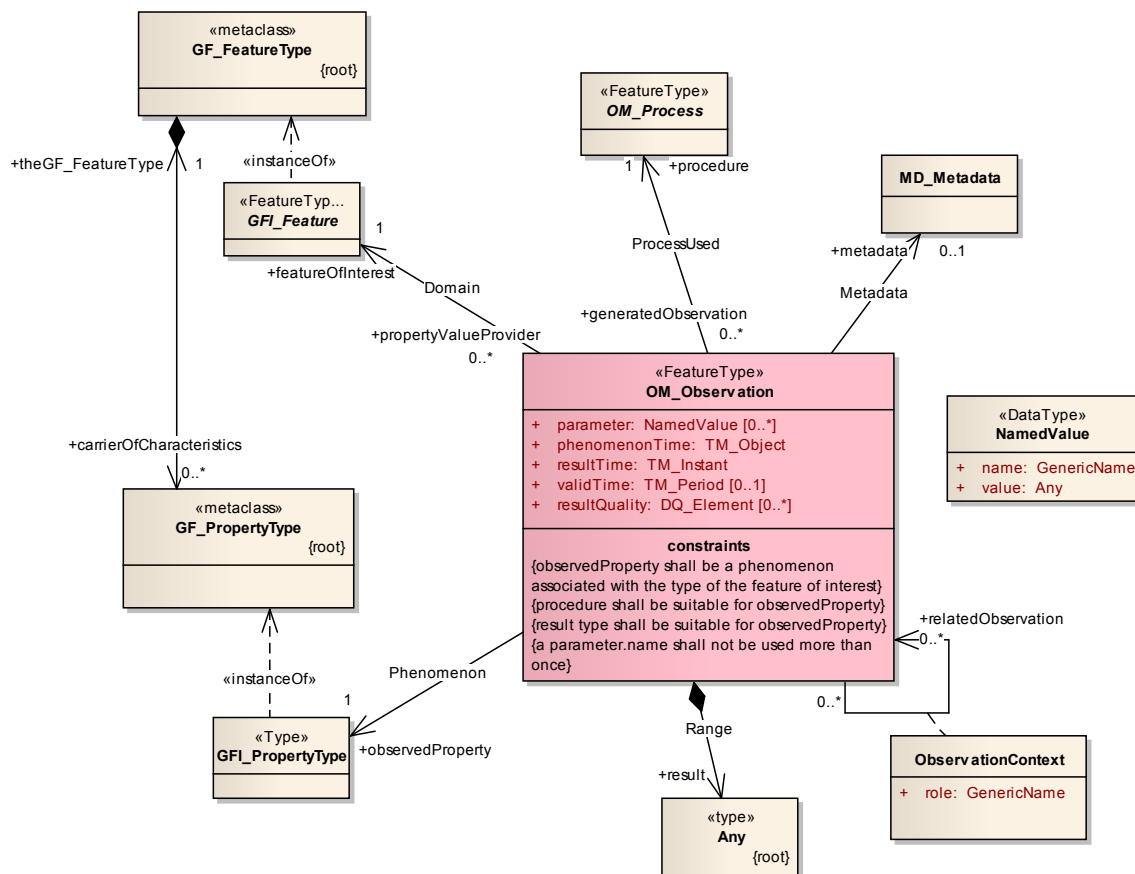 «metaclass»
GF_FeatureType
{root}
«FeatureType»
OM_Process
+theGF_FeatureType
1
«instanceOf»
1
+procedure
MD_Metadata
«FeatureTyp...
GFI_Feature
1
+featureOfInterest
ProcessUsed
+metadata
0..1
Domain
Metadata
+generatedObservation
0..*
+propertyValueProvider
0..*
«FeatureType»
OM_Observation
+ parameter: NamedValue [0..*]
+ phenomenonTime: TM_Object
+ resultTime: TM_Instant
+ validTime: TM_Period [0..1]
+ resultQuality: DQ_Element [0..*]
constraints
{observedProperty shall be a phenomenon
associated with the type of the feature of interest}
{procedure shall be suitable for observedProperty}
{result type shall be suitable for observedProperty}
{a parameter.name shall not be used more than
once}
«DataType»
NamedValue
+ name: GenericName
+ value: Any
+carrierOfCharacteristics
0..*
«metaclass»
GF_PropertyType
{root}
«instanceOf»
Phenomenon
1
+observedProperty
«Type»
GFI_PropertyType
+relatedObservation
0..*
0..*
Range
+result
«type»
Any
{root}
ObservationContext
+ role: GenericName